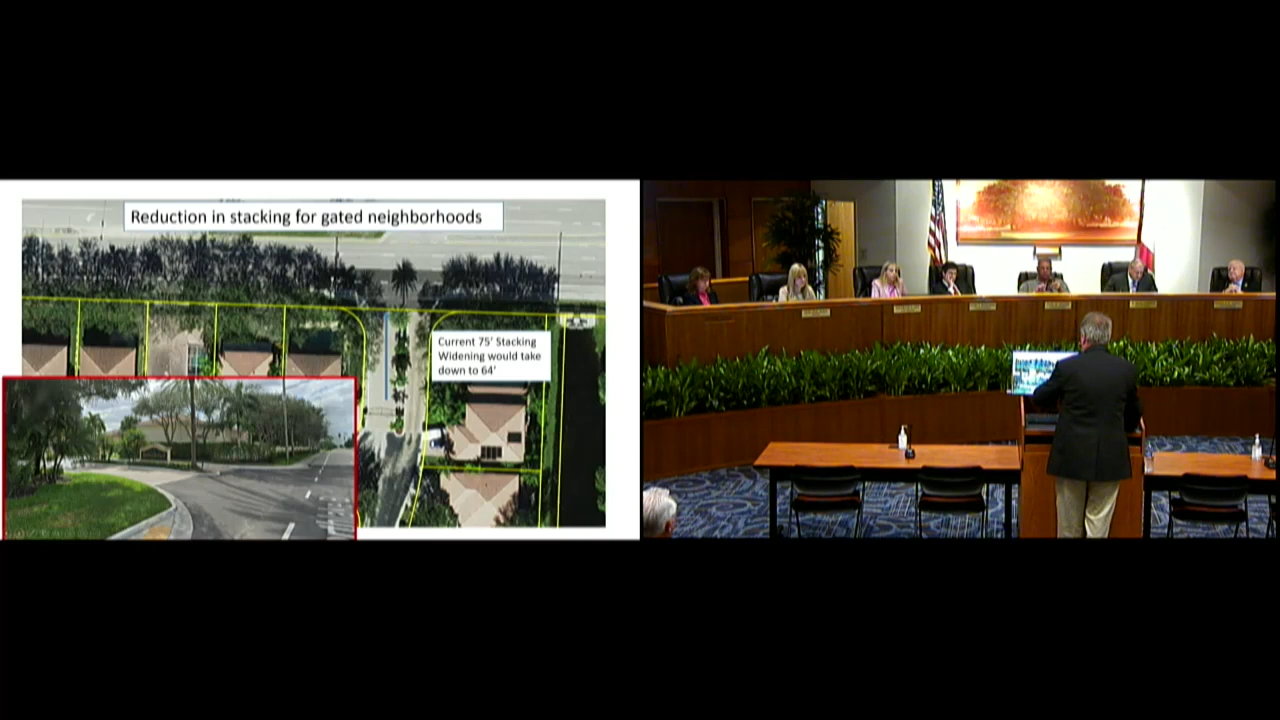 Reduction in stacking for gated neighborhoods
Current 75' Stacking
Widening would take
down to 64'